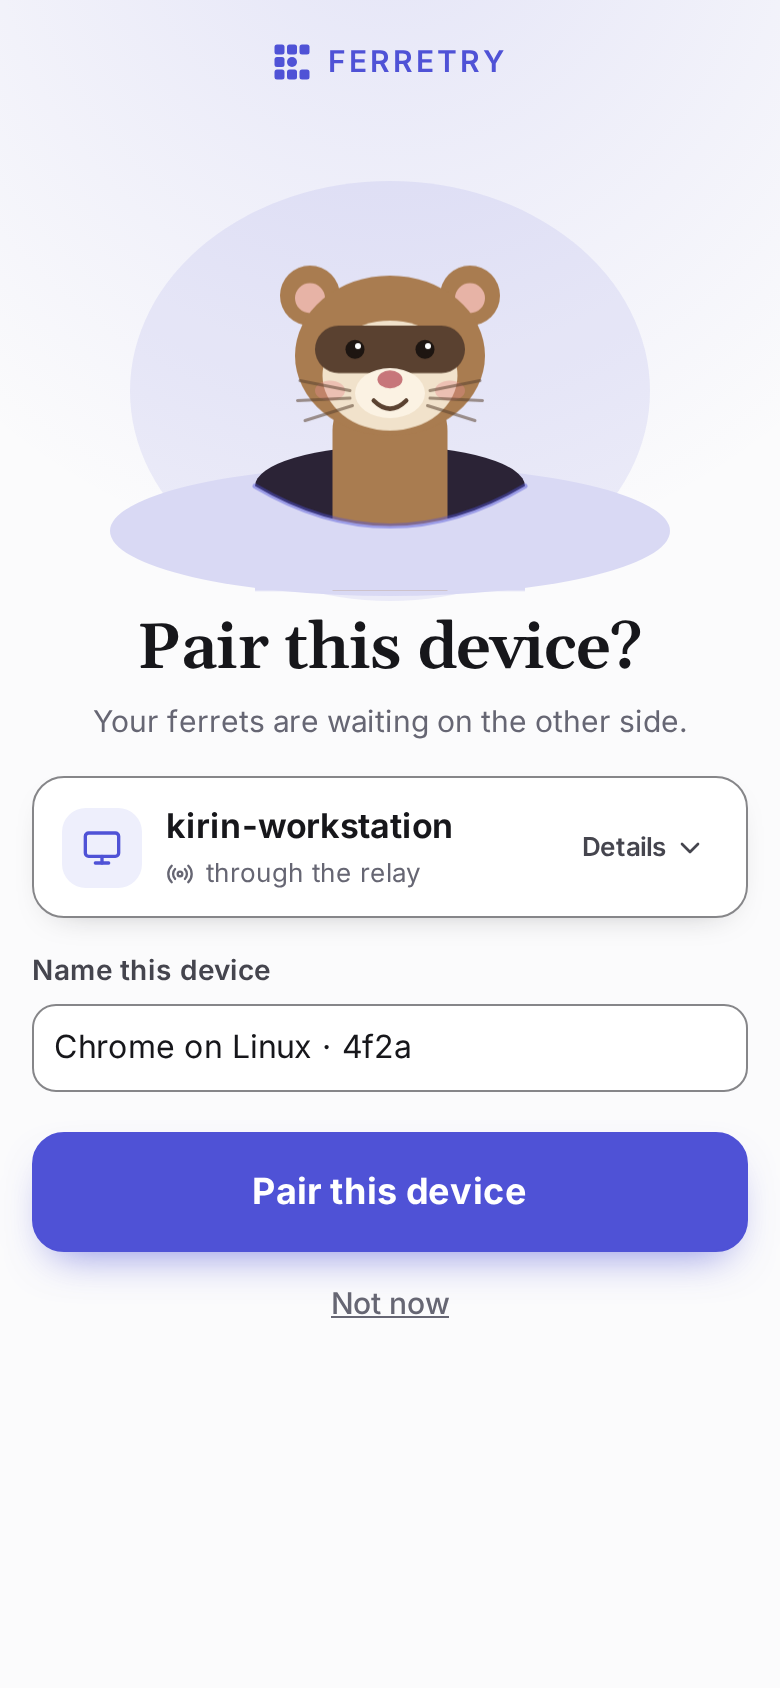 FERRETRY
Pair this device?
Your ferrets are waiting on the other side.
kirin-workstation
through the relay
Details
Name this device
Chrome on Linux · 4f2a
Pair this device
Not now